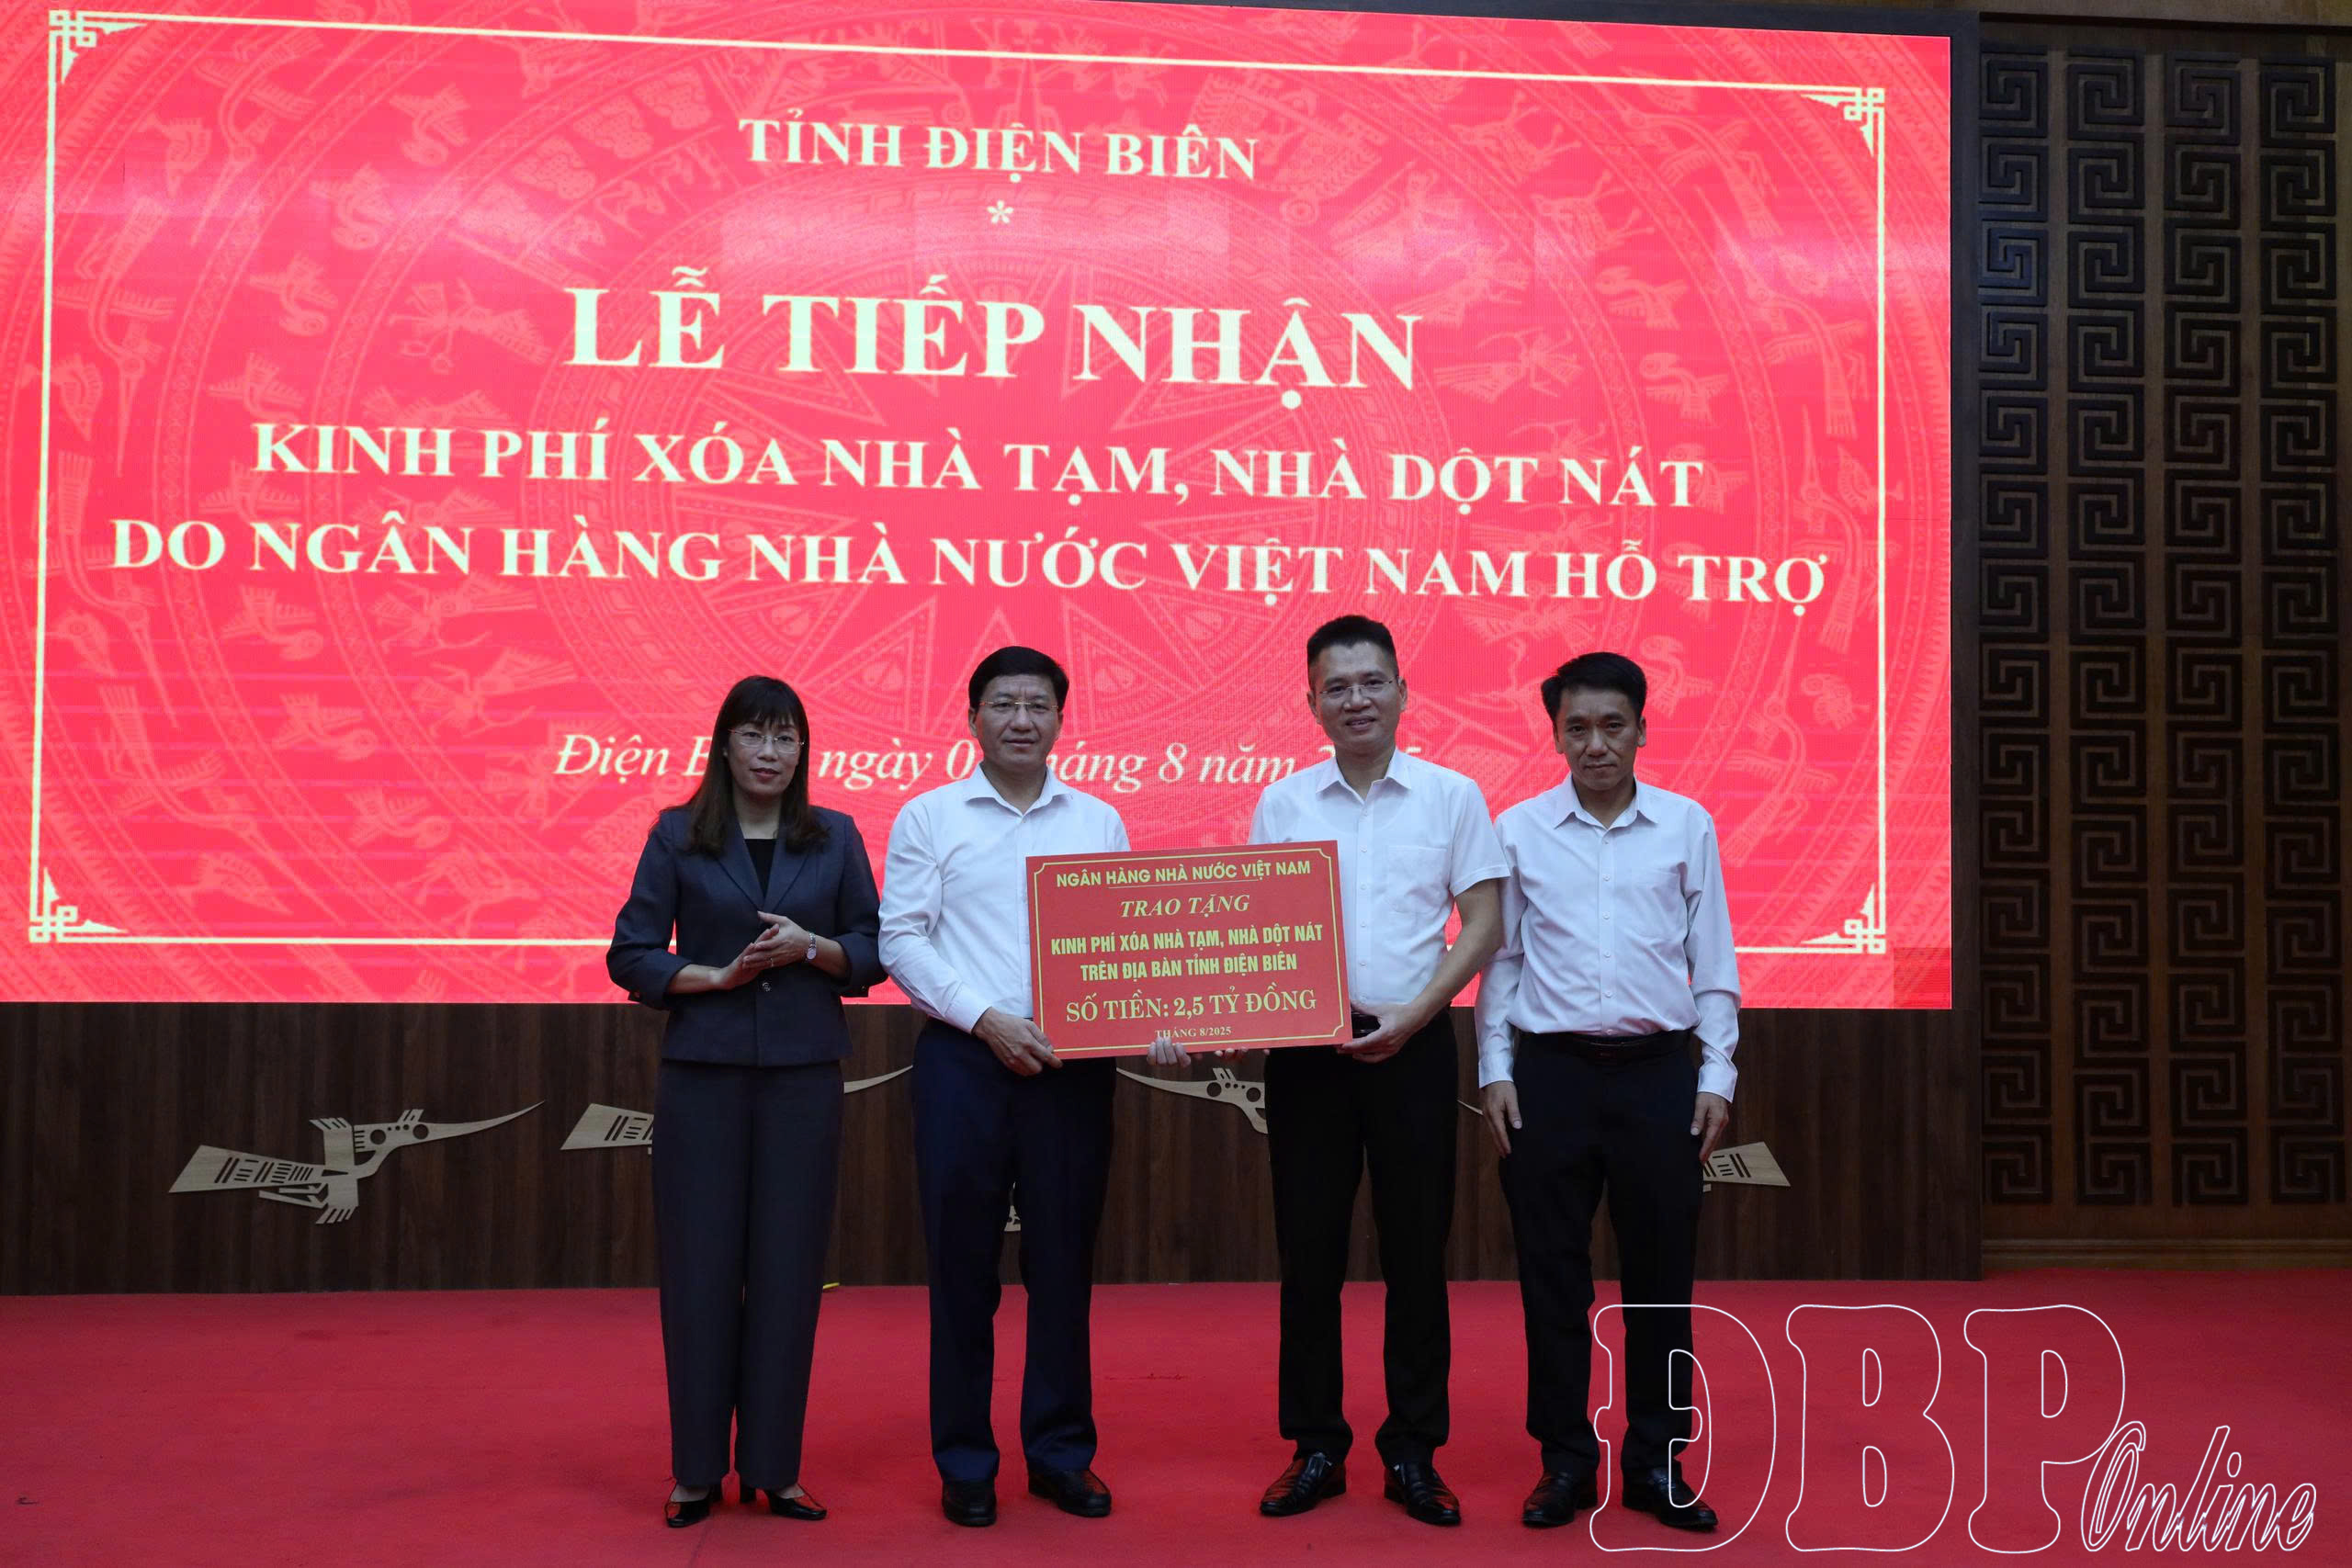 TỈNH ĐIỆN BIÊN
*
LỄ TIẾP NHẬN
KINH PHÍ XÓA NHÀ TẠM, NHÀ DỘT NÁT
DO NGÂN HÀNG NHÀ NƯỚC VIỆT NAM HỖ TRỢ
Điện ngày tháng 8 năm
NGÂN HÀNG NHÀ NƯỚC VIỆT NAM
TRAO TẶNG
KINH PHÍ XÓA NHÀ TẠM, NHÀ DỘT NÁT
TRÊN ĐỊA BÀN TỈNH ĐIỆN BIÊN
SỐ TIỀN: 2,5 TỶ ĐỒNG
THÁNG 8/2025
ĐBP Online